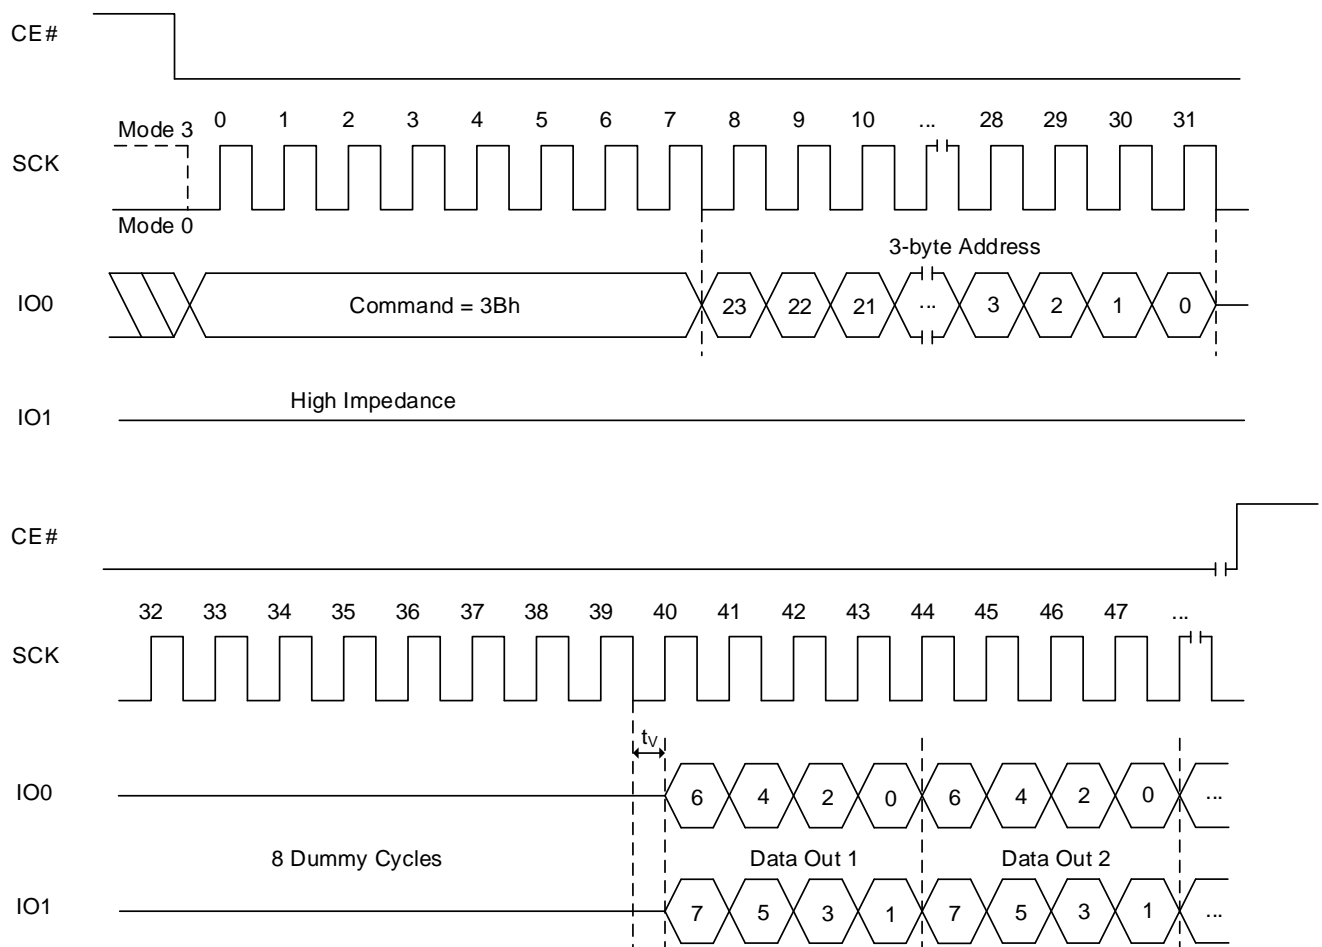 CE#
Mode 3 0 1 2 3 4 5 6 7 8 9 10 ... 28 29 30 31
SCK
Mode 0
3-byte Address
IO0 Command = 3Bh 23 22 21 ... 3 2 1 0
High Impedance
IO1
CE#
32 33 34 35 36 37 38 39 40 41 42 43 44 45 46 47 ...
SCK
tV
IO0 6 4 2 0 6 4 2 0 ...
8 Dummy Cycles Data Out 1 Data Out 2
IO1 7 5 3 1 7 5 3 1 ...